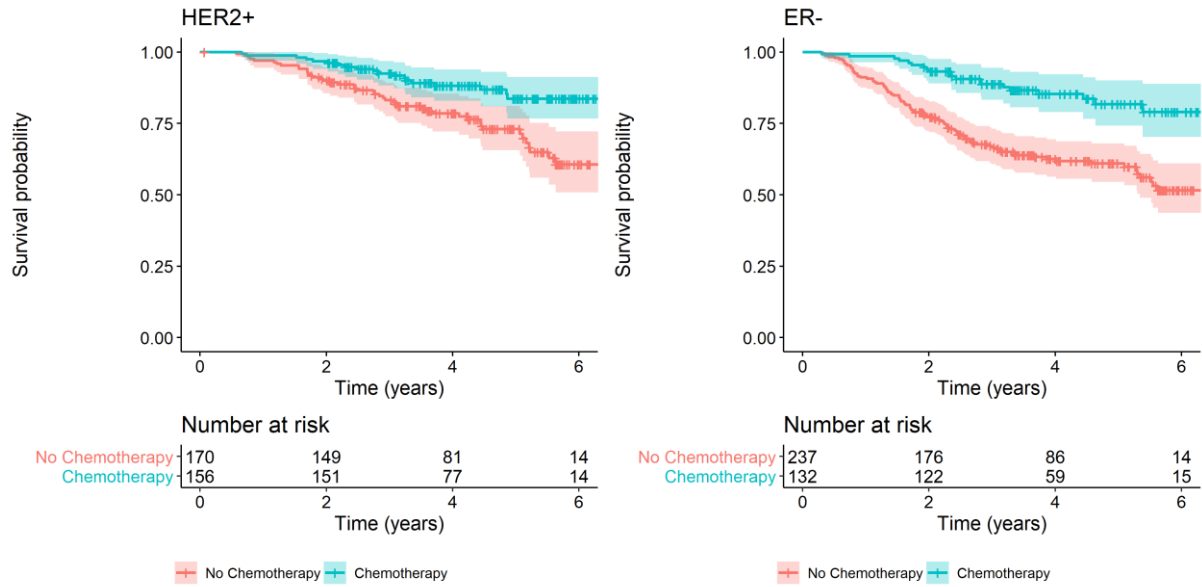 HER2+
Survival probability
1.00
0.75
0.50
0.25
0.00
0 2 4 6
Time (years)
Number at risk
No Chemotherapy 170 149 81 14
Chemotherapy 156 151 77 14
0 2 4 6
Time (years)
No Chemotherapy Chemotherapy
ER-
Survival probability
1.00
0.75
0.50
0.25
0.00
0 2 4 6
Time (years)
Number at risk
No Chemotherapy 237 176 86 14
Chemotherapy 132 122 59 15
0 2 4 6
Time (years)
No Chemotherapy Chemotherapy